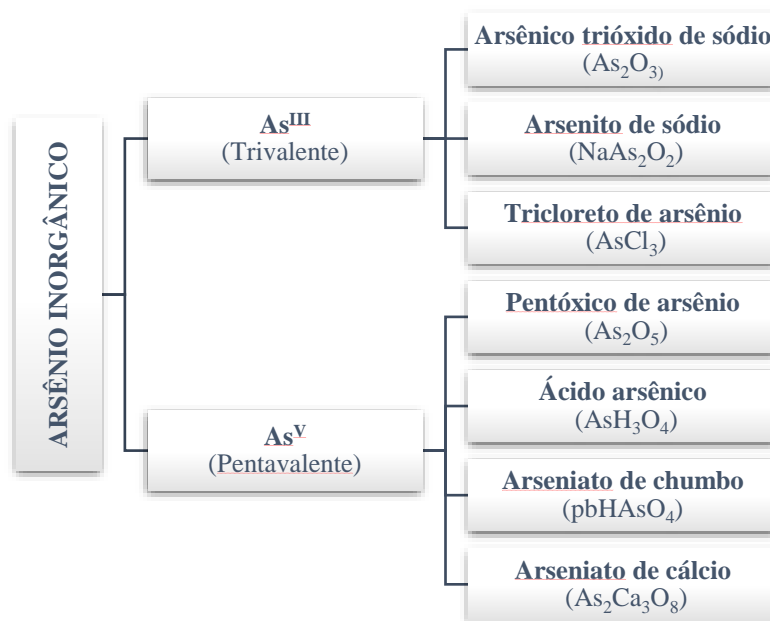 ARSÊNIO INORGÂNICO
As^III
(Trivalente)
Arsênico trióxido de sódio
(As₂O₃)
Arsenito de sódio
(NaAs₂O₂)
Tricloreto de arsênio
(AsCl₃)
As^V
(Pentavalente)
Pentóxico de arsênio
(As₂O₅)
Ácido arsênico
(AsH₃O₄)
Arseniato de chumbo
(pbHAsO₄)
Arseniato de cálcio
(As₂Ca₃O₈)